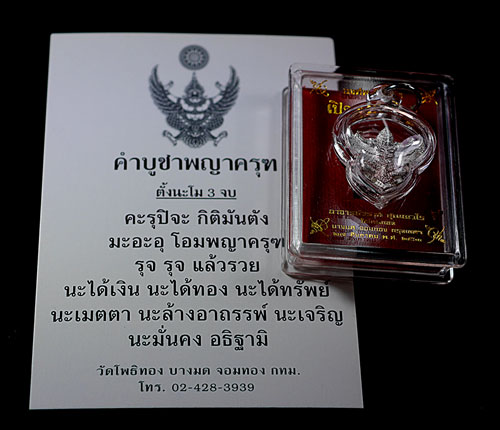 คำบูชาพญาครุฑ
ตั้งนะโม 3 จบ
คะรุปิจะ กิติมันตัง
มะอะอุ โอมพญาครุฑ
รุจ รุจ แล้วรวย
นะได้เงิน นะได้ทอง นะได้ทรัพย์
นะเมตตา นะล้างอาถรรพ์ นะเจริญ
นะมั่นคง อธิฐามิ
วัดโพธิทอง บางมด จอมทอง กทม.
โทร. 02-428-3939